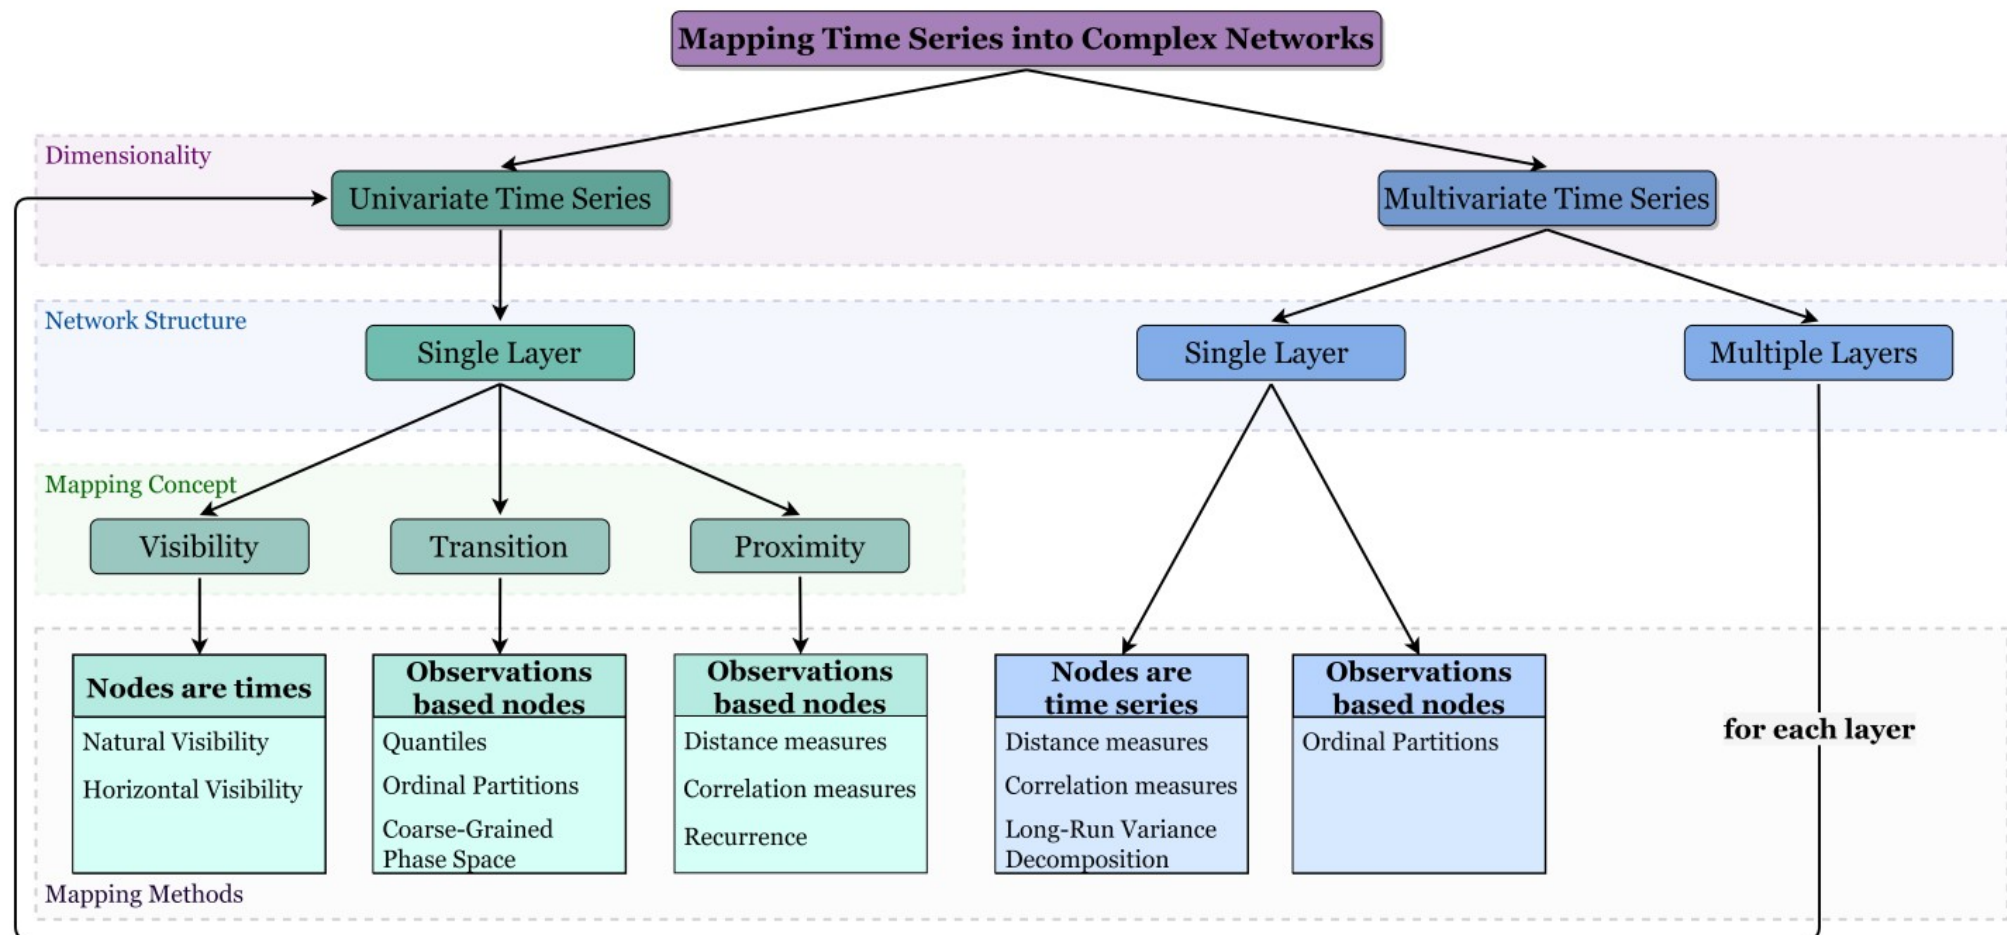 Mapping Time Series into Complex Networks
Dimensionality
Univariate Time Series
Multivariate Time Series
Network Structure
Single Layer
Single Layer
Multiple Layers
Mapping Concept
Visibility
Transition
Proximity
Nodes are times
Natural Visibility
Horizontal Visibility
Observations
based nodes
Quantiles
Ordinal Partitions
Coarse-Grained
Phase Space
Observations
based nodes
Distance measures
Correlation measures
Recurrence
Nodes are
time series
Distance measures
Correlation measures
Long-Run Variance
Decomposition
Observations
based nodes
Ordinal Partitions
for each layer
Mapping Methods